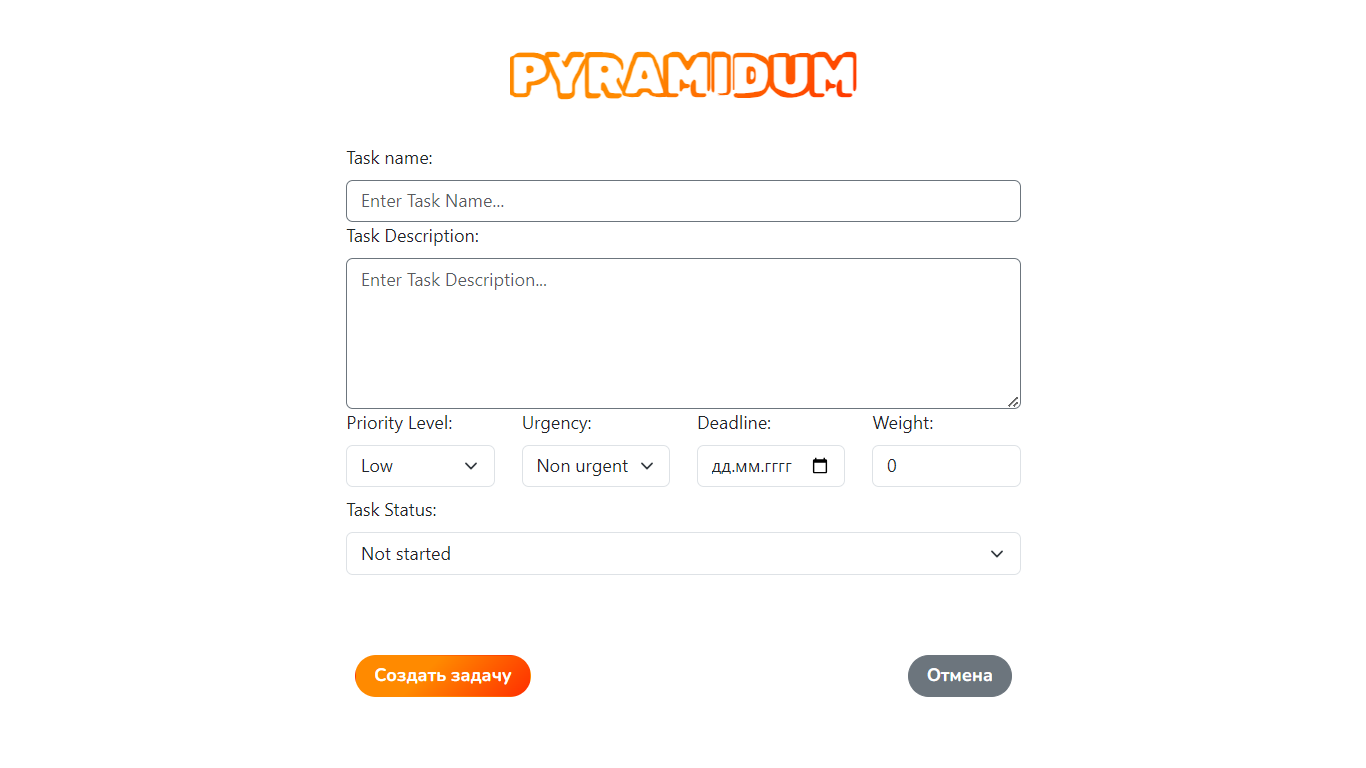 PYRAMIDUM
Task name:
Enter Task Name...
Task Description:
Enter Task Description...
Priority Level: Urgency: Deadline: Weight:
Low Non urgent дд.мм.гггг 0
Task Status:
Not started
Создать задачу Отмена